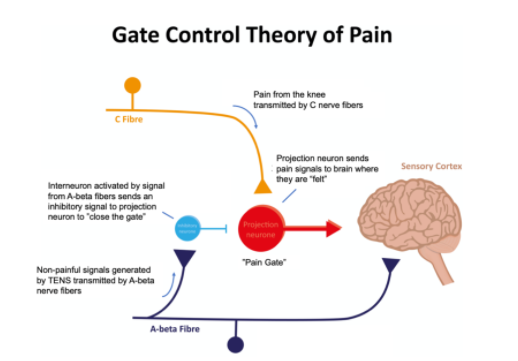 Gate Control Theory of Pain
Pain from the knee
transmitted by C nerve fibers
C Fibre
Projection neuron sends
pain signals to brain where
they are "felt"
Sensory Cortex
Interneuron activated by signal
from A-beta fibers sends an
inhibitory signal to projection
neuron to "close the gate"
Projection
neurone
"Pain Gate"
Non-painful signals generated
by TENS transmitted by A-beta
nerve fibers
A-beta Fibre